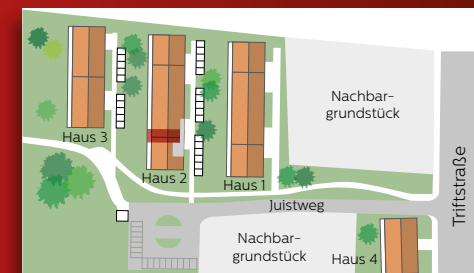 Nachbar-
grundstück
Haus 3
Haus 2
Haus 1
Triftstraße
Juistweg
Nachbar-
grundstück
Haus 4